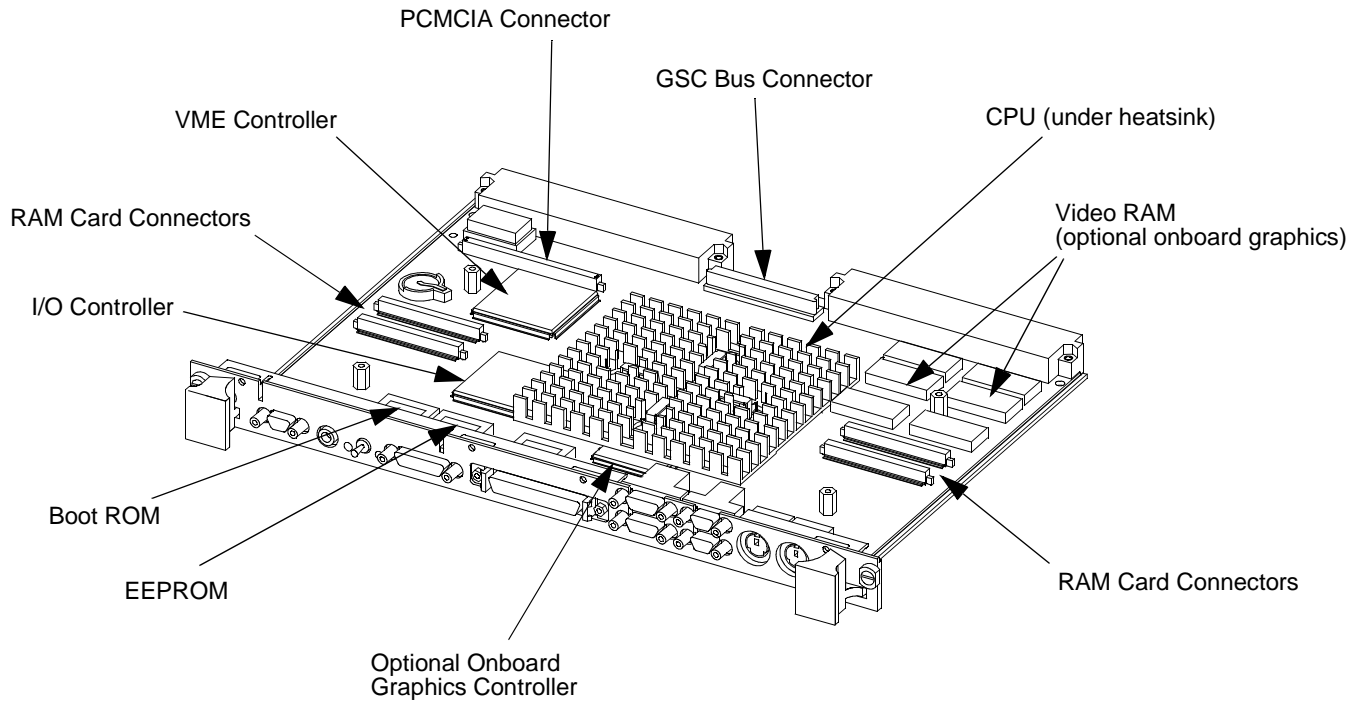 PCMCIA Connector
GSC Bus Connector
VME Controller
CPU (under heatsink)
RAM Card Connectors
Video RAM
(optional onboard graphics)
I/O Controller
Boot ROM
EEPROM
RAM Card Connectors
Optional Onboard
Graphics Controller